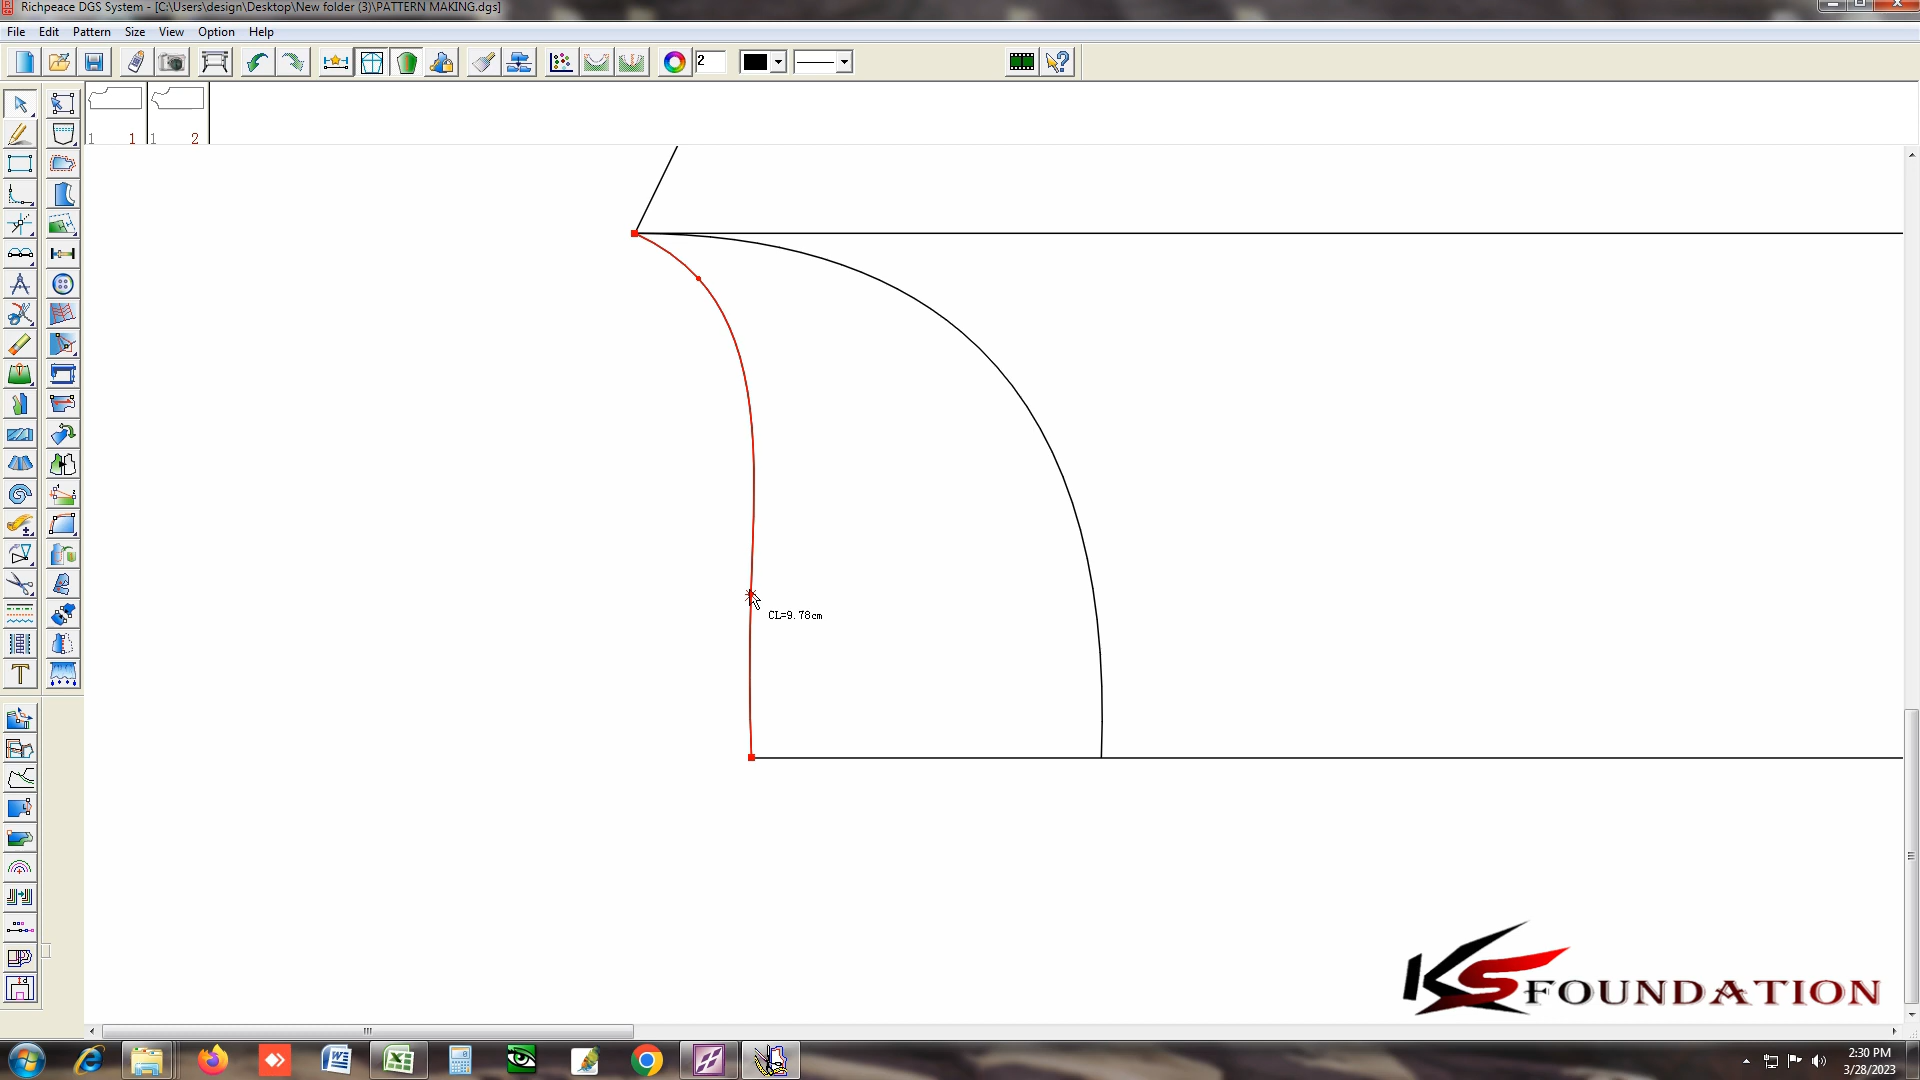 Richpeace DGS System - [C:\Users\design\Desktop\New folder (3)\PATTERN MAKING.dgs]
File Edit Pattern Size View Option Help
2
1 1 1 2
CL=9.78cm
KS FOUNDATION
2:30 PM
3/28/2023